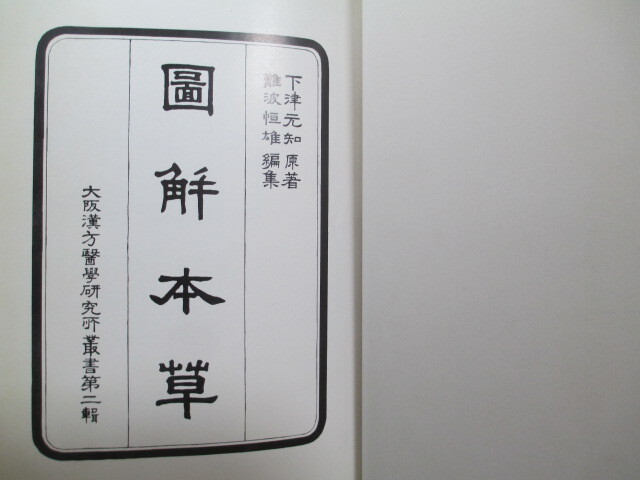 下津元知 原著
難波恒雄 編集
圖解本草
大阪漢方醫學研究所叢書第二輯